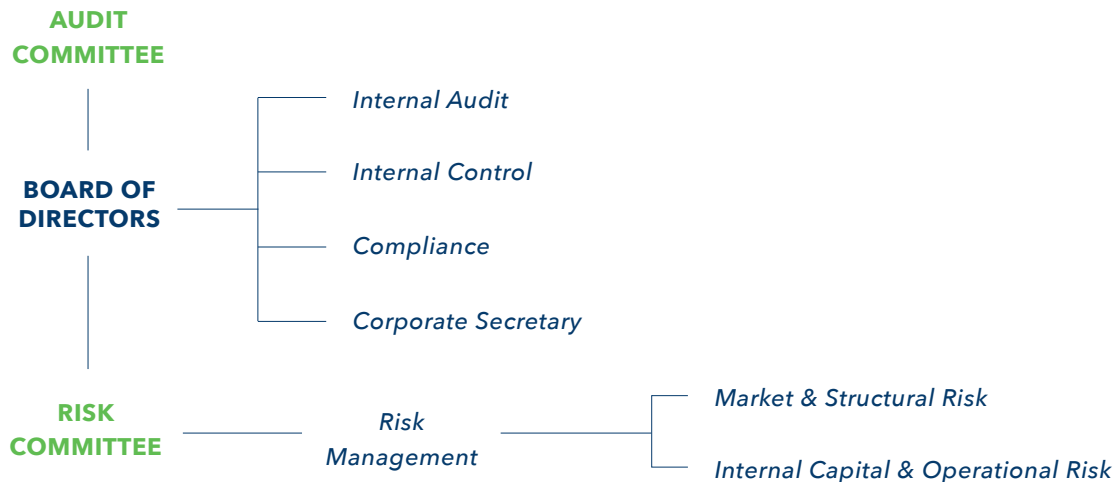 AUDIT
COMMITTEE
Internal Audit
Internal Control
BOARD OF
DIRECTORS
Compliance
Corporate Secretary
RISK
COMMITTEE
Risk
Management
Market & Structural Risk
Internal Capital & Operational Risk